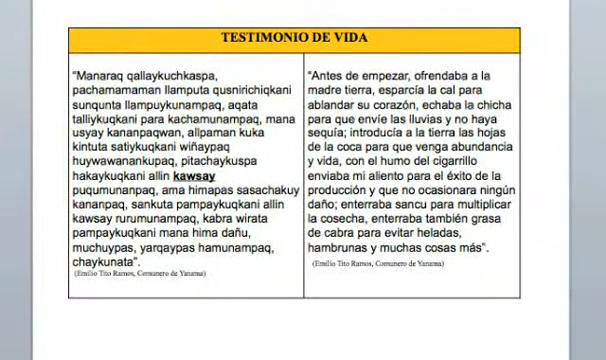 TESTIMONIO DE VIDA
"Manaraq qallaykuchkaspa,
pachamamaman llamputa qusnirichiqkani
sunqunta llampuykunampaq, aqata
talliykuqkani para kachamunampaq, mana
usyay kananpaqwan, allpaman kuka
kintuta satiykuqkani wiñaypaq
huywawanankupaq, pitachaykuspa
hakaykuqkani allin kawsay
puqumunanpaq, ama himapas sasachakuy
kananpaq, sankuta pampaykuqkani allin
kawsay rurumunampaq, kabra wirata
pampaykuqkani mana hima dañu,
muchuypas, yarqaypas hamunampaq,
chaykunata".
(Emilio Tito Ramos, Comunero de Yanama)
"Antes de empezar, ofrendaba a la
madre tierra, esparcía la cal para
ablandar su corazón, echaba la chicha
para que envíe las lluvias y no haya
sequía; introducía a la tierra las hojas
de la coca para que venga abundancia
y vida, con el humo del cigarrillo
enviaba mi aliento para el éxito de la
producción y que no ocasionara ningún
daño; enterraba sancu para multiplicar
la cosecha, enterraba también grasa
de cabra para evitar heladas,
hambrunas y muchas cosas más".
(Emilio Tito Ramos, Comunero de Yanama)